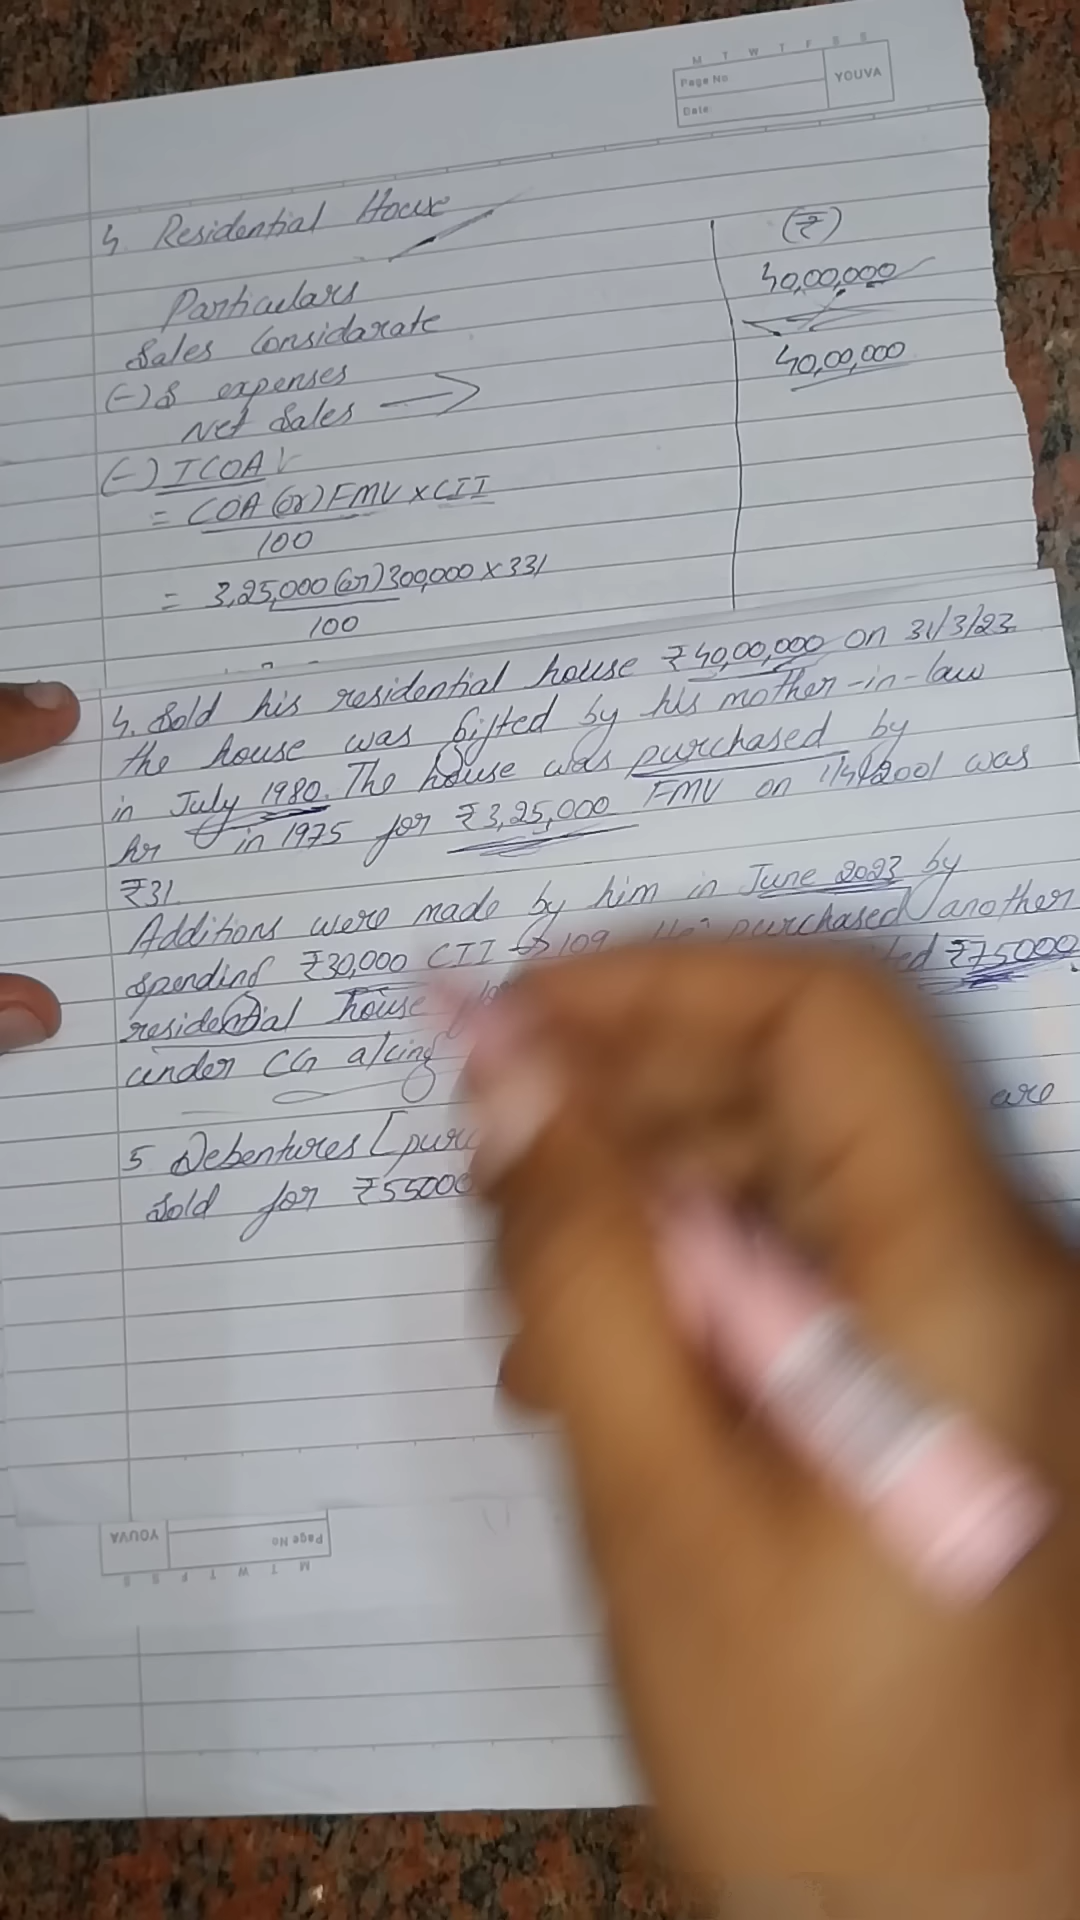 M T W T F S S
Page No
YOUVA
Date:
4. Residential House
(₹)
Particulars
Sales Considarate
40,00,000
(-) S expenses
Net Sales →
40,00,000
(-) ICOA
= COA (or) FMV × CII
100
= 3,25,000 (or) 300,000 × 331
100
4. Sold his residential house ₹40,00,000 on 31/3/23
the house was gifted by his mother-in-law
in July 1980. The house was purchased by
hr in 1975 for ₹3,25,000 FMV on 1/4/2001 was
₹31
Additions were made by him in June 2023 by
spending ₹30,000 CII → 109 purchased another
residential house ₹75000
under CG a/cing
are
5 Debentures [purc
Sold for ₹55000
Page No
YOUVA
M T W T F S S